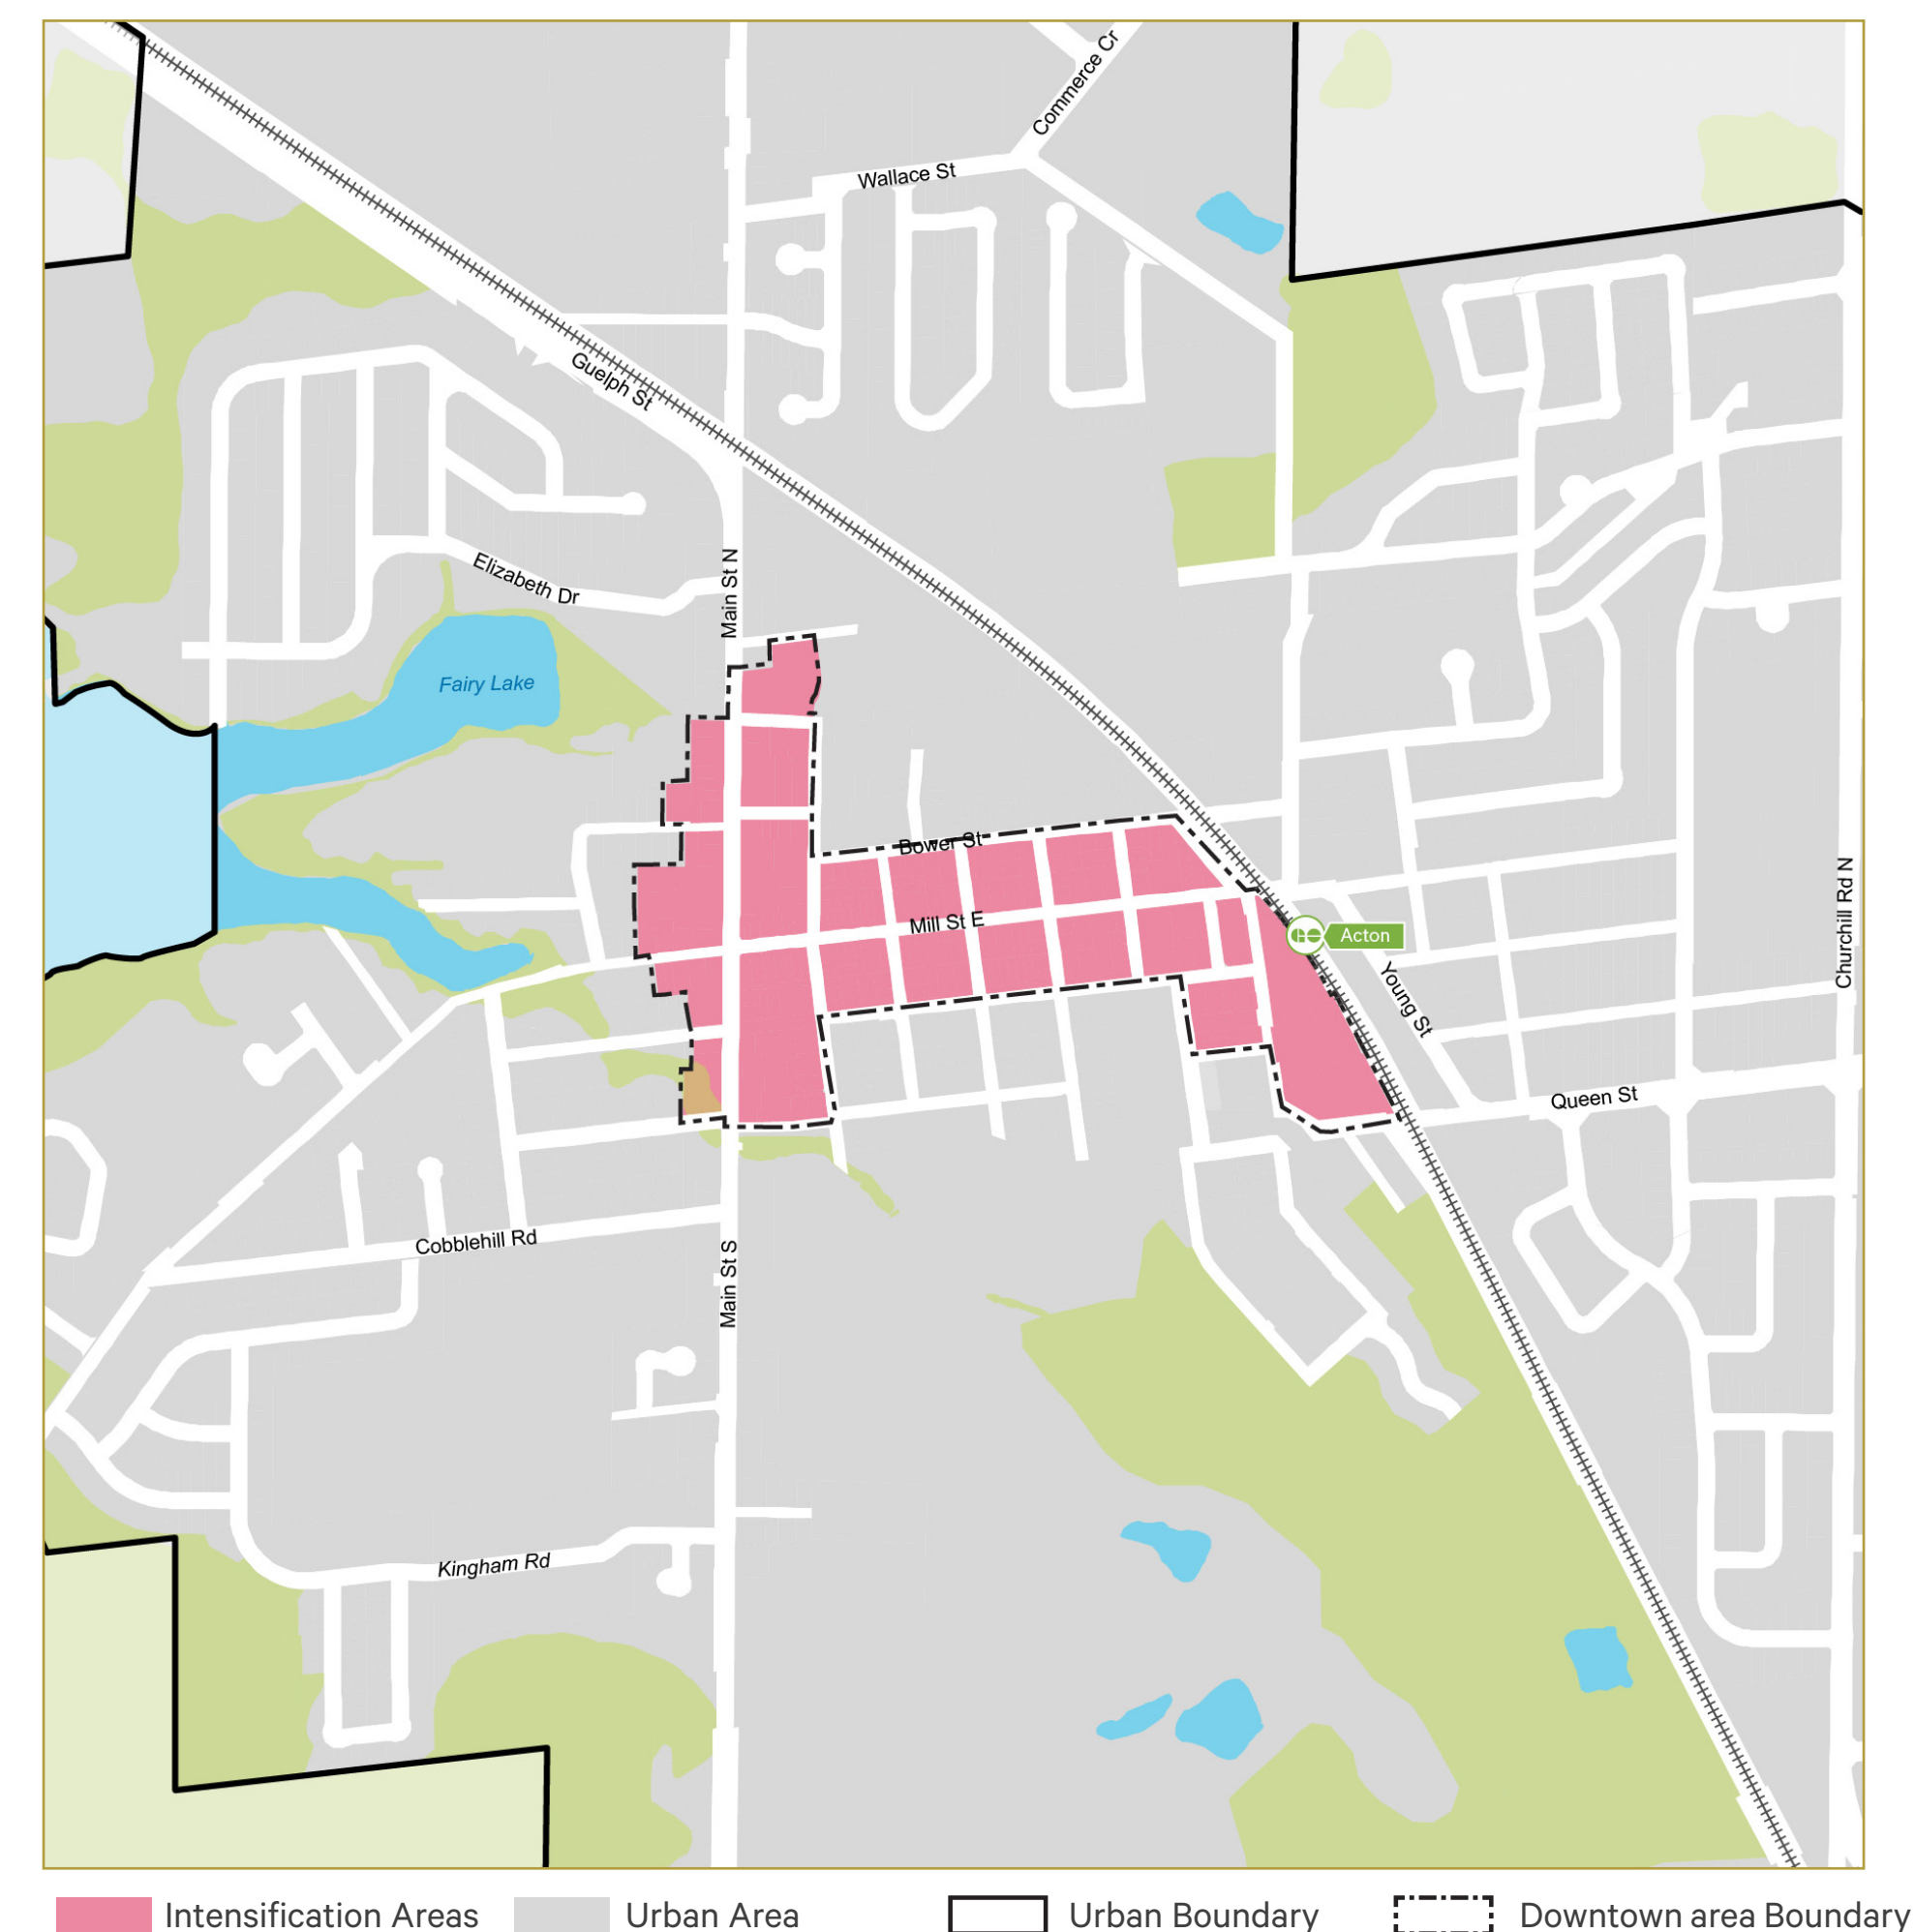 Commerce Cr
Wallace St
Guelph St
Elizabeth Dr
Main St N
Fairy Lake
Bower St
Mill St E
Acton
Churchill Rd N
Young St
Queen St
Cobblehill Rd
Main St S
Kingham Rd
Intensification Areas
Urban Area
Urban Boundary
Downtown area Boundary